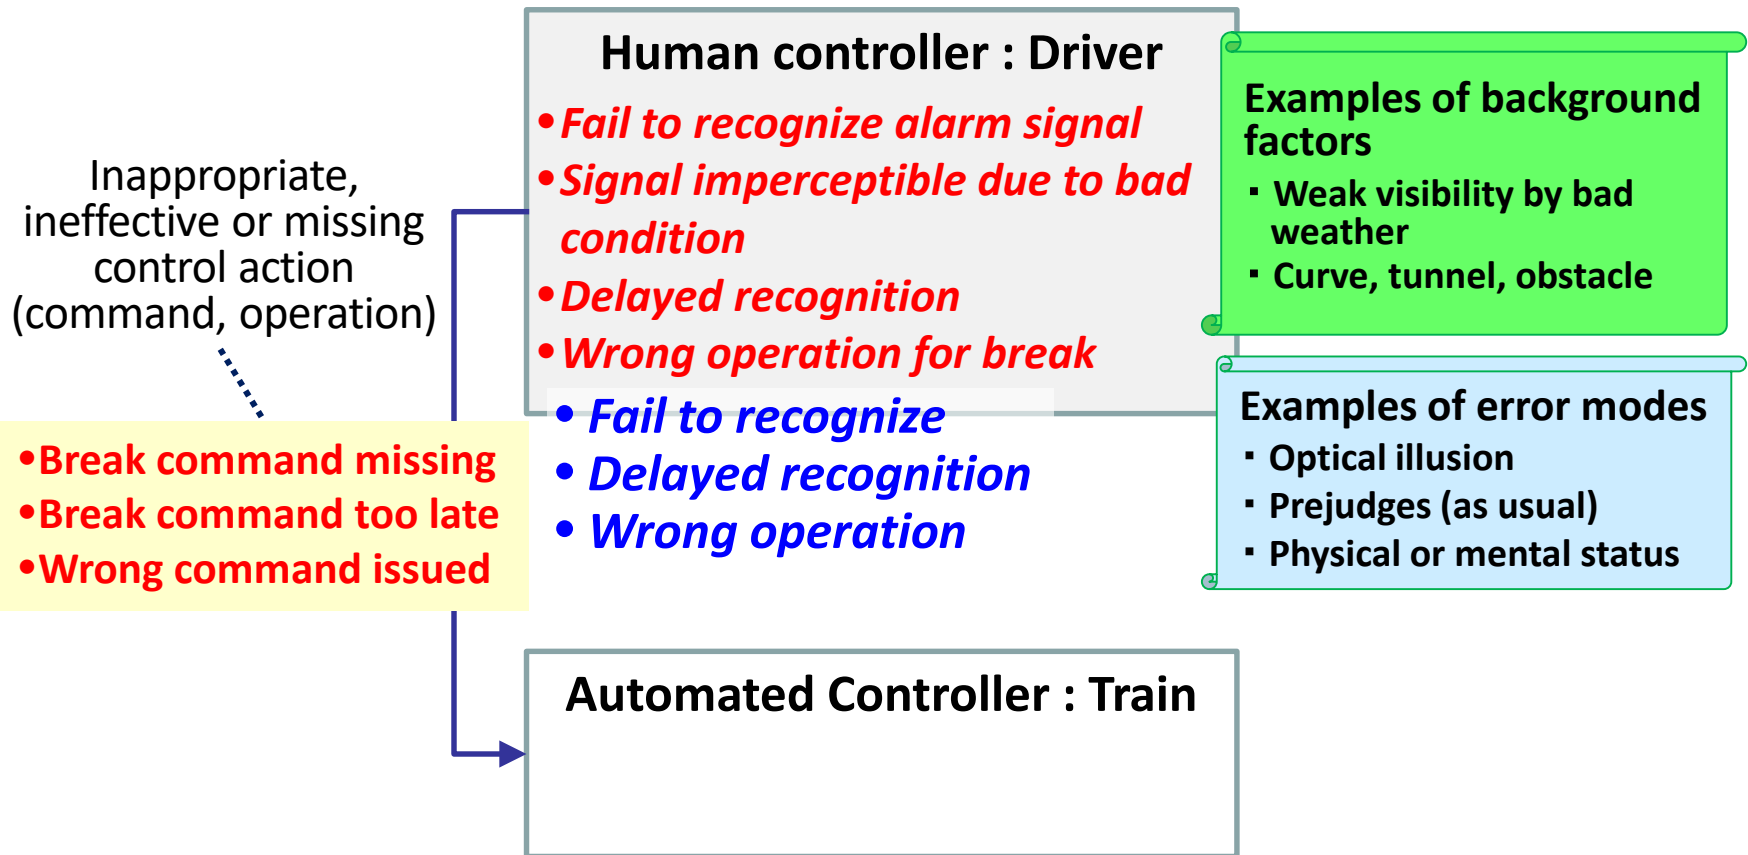 Human controller : Driver
•Fail to recognize alarm signal
•Signal imperceptible due to bad
condition
•Delayed recognition
•Wrong operation for break
• Fail to recognize
• Delayed recognition
• Wrong operation
Inappropriate,
ineffective or missing
control action
(command, operation)
•Break command missing
•Break command too late
•Wrong command issued
Examples of background
factors
▪ Weak visibility by bad
weather
▪ Curve, tunnel, obstacle
Examples of error modes
▪ Optical illusion
▪ Prejudges (as usual)
▪ Physical or mental status
Automated Controller : Train